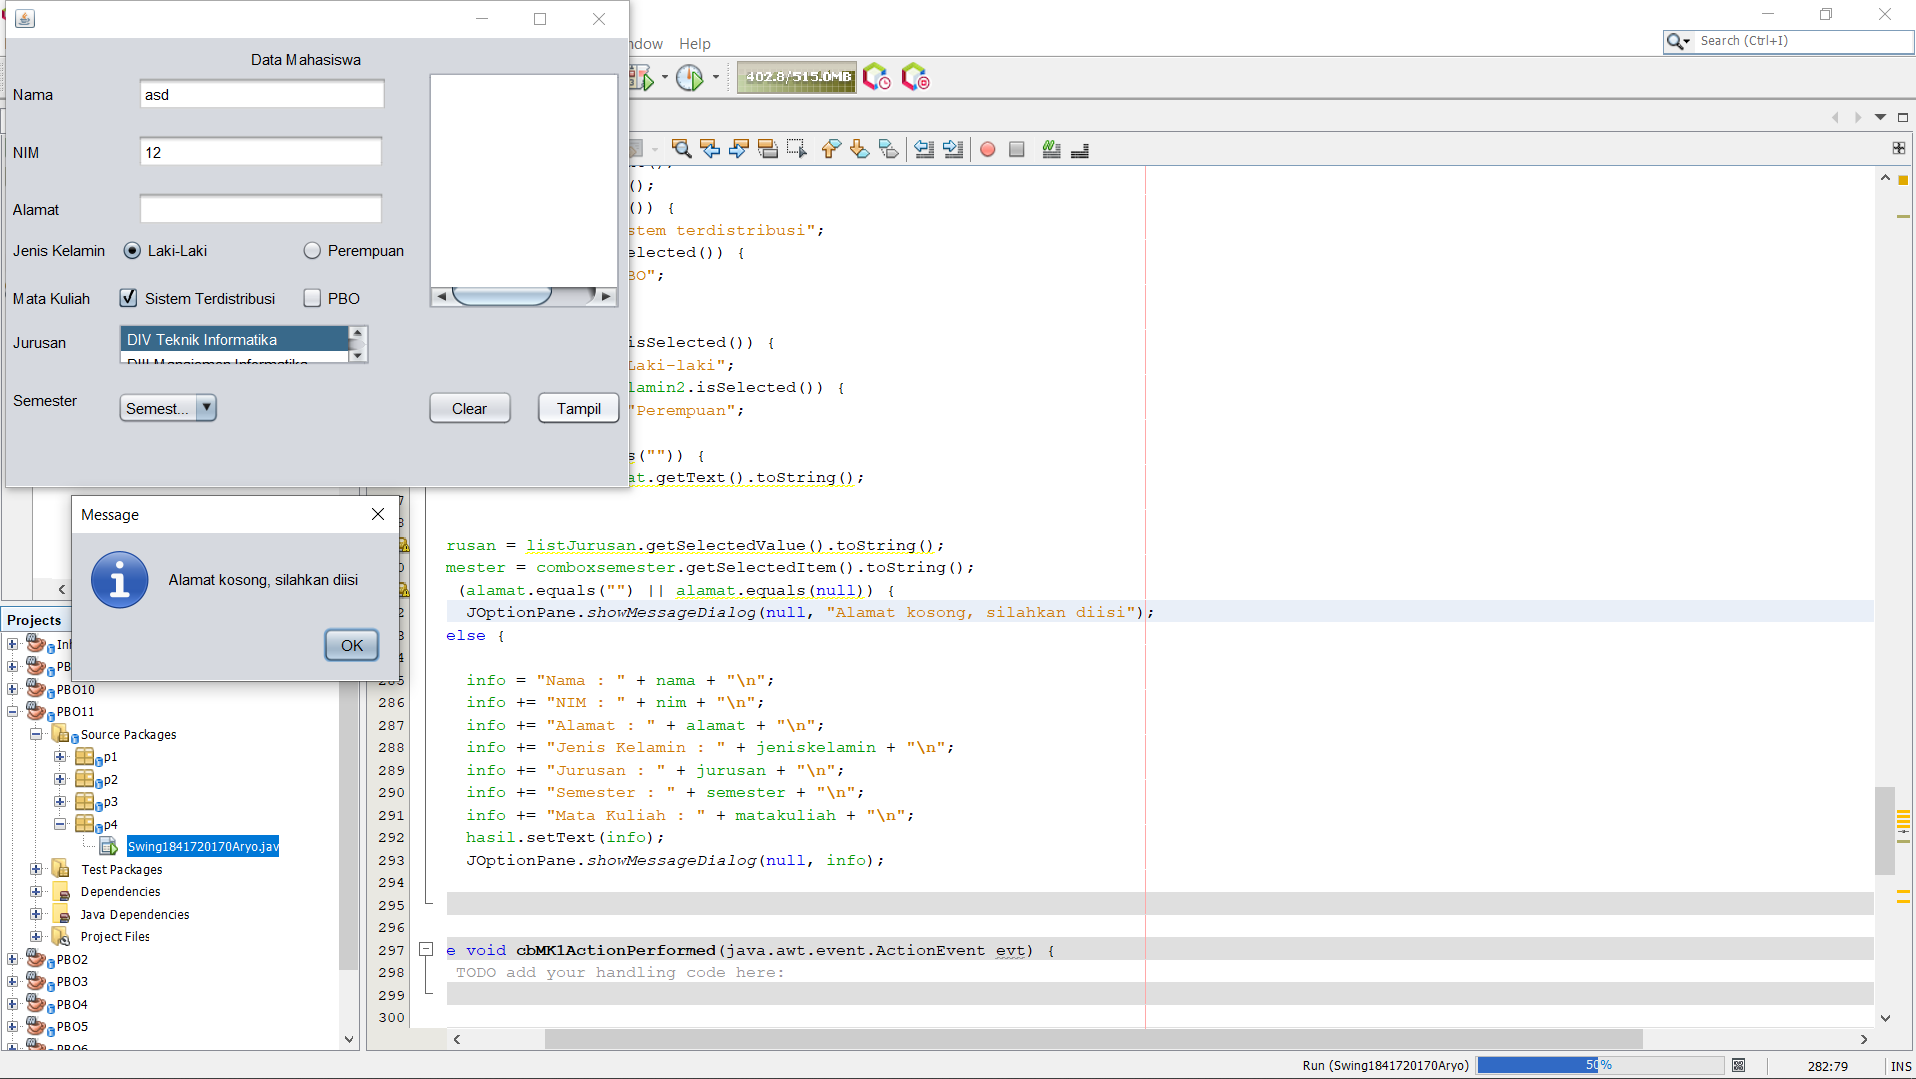 Data Mahasiswa
Nama
asd
NIM
12
Alamat
Jenis Kelamin
Laki-Laki
Perempuan
Mata Kuliah
Sistem Terdistribusi
PBO
Jurusan
DIV Teknik Informatika
DIII Manajemen Informatika
Semester
Semest...
Clear
Tampil
Message
Alamat kosong, silahkan diisi
OK
ndow
Help
Search (Ctrl+I)
402.8/515.0MB
();
()) {
stem terdistribusi";
elected()) {
BO";
isSelected()) {
Laki-laki";
lamin2.isSelected()) {
"Perempuan";
s("")) {
at.getText().toString();
rusan = listJurusan.getSelectedValue().toString();
mester = comboxsemester.getSelectedItem().toString();
(alamat.equals("") || alamat.equals(null)) {
JOptionPane.showMessageDialog(null, "Alamat kosong, silahkan diisi");
else {
info = "Nama : " + nama + "\n";
286 info += "NIM : " + nim + "\n";
287 info += "Alamat : " + alamat + "\n";
288 info += "Jenis Kelamin : " + jeniskelamin + "\n";
289 info += "Jurusan : " + jurusan + "\n";
290 info += "Semester : " + semester + "\n";
291 info += "Mata Kuliah : " + matakuliah + "\n";
292 hasil.setText(info);
293 JOptionPane.showMessageDialog(null, info);
294
295
296
297 e void cbMK1ActionPerformed(java.awt.event.ActionEvent evt) {
298 TODO add your handling code here:
299
300
Projects
Inh
PB
PBO10
PBO11
Source Packages
p1
p2
p3
p4
Swing1841720170Aryo.jav
Test Packages
Dependencies
Java Dependencies
Project Files
PBO2
PBO3
PBO4
PBO5
PBO6
Run (Swing1841720170Aryo)
50%
282:79
INS